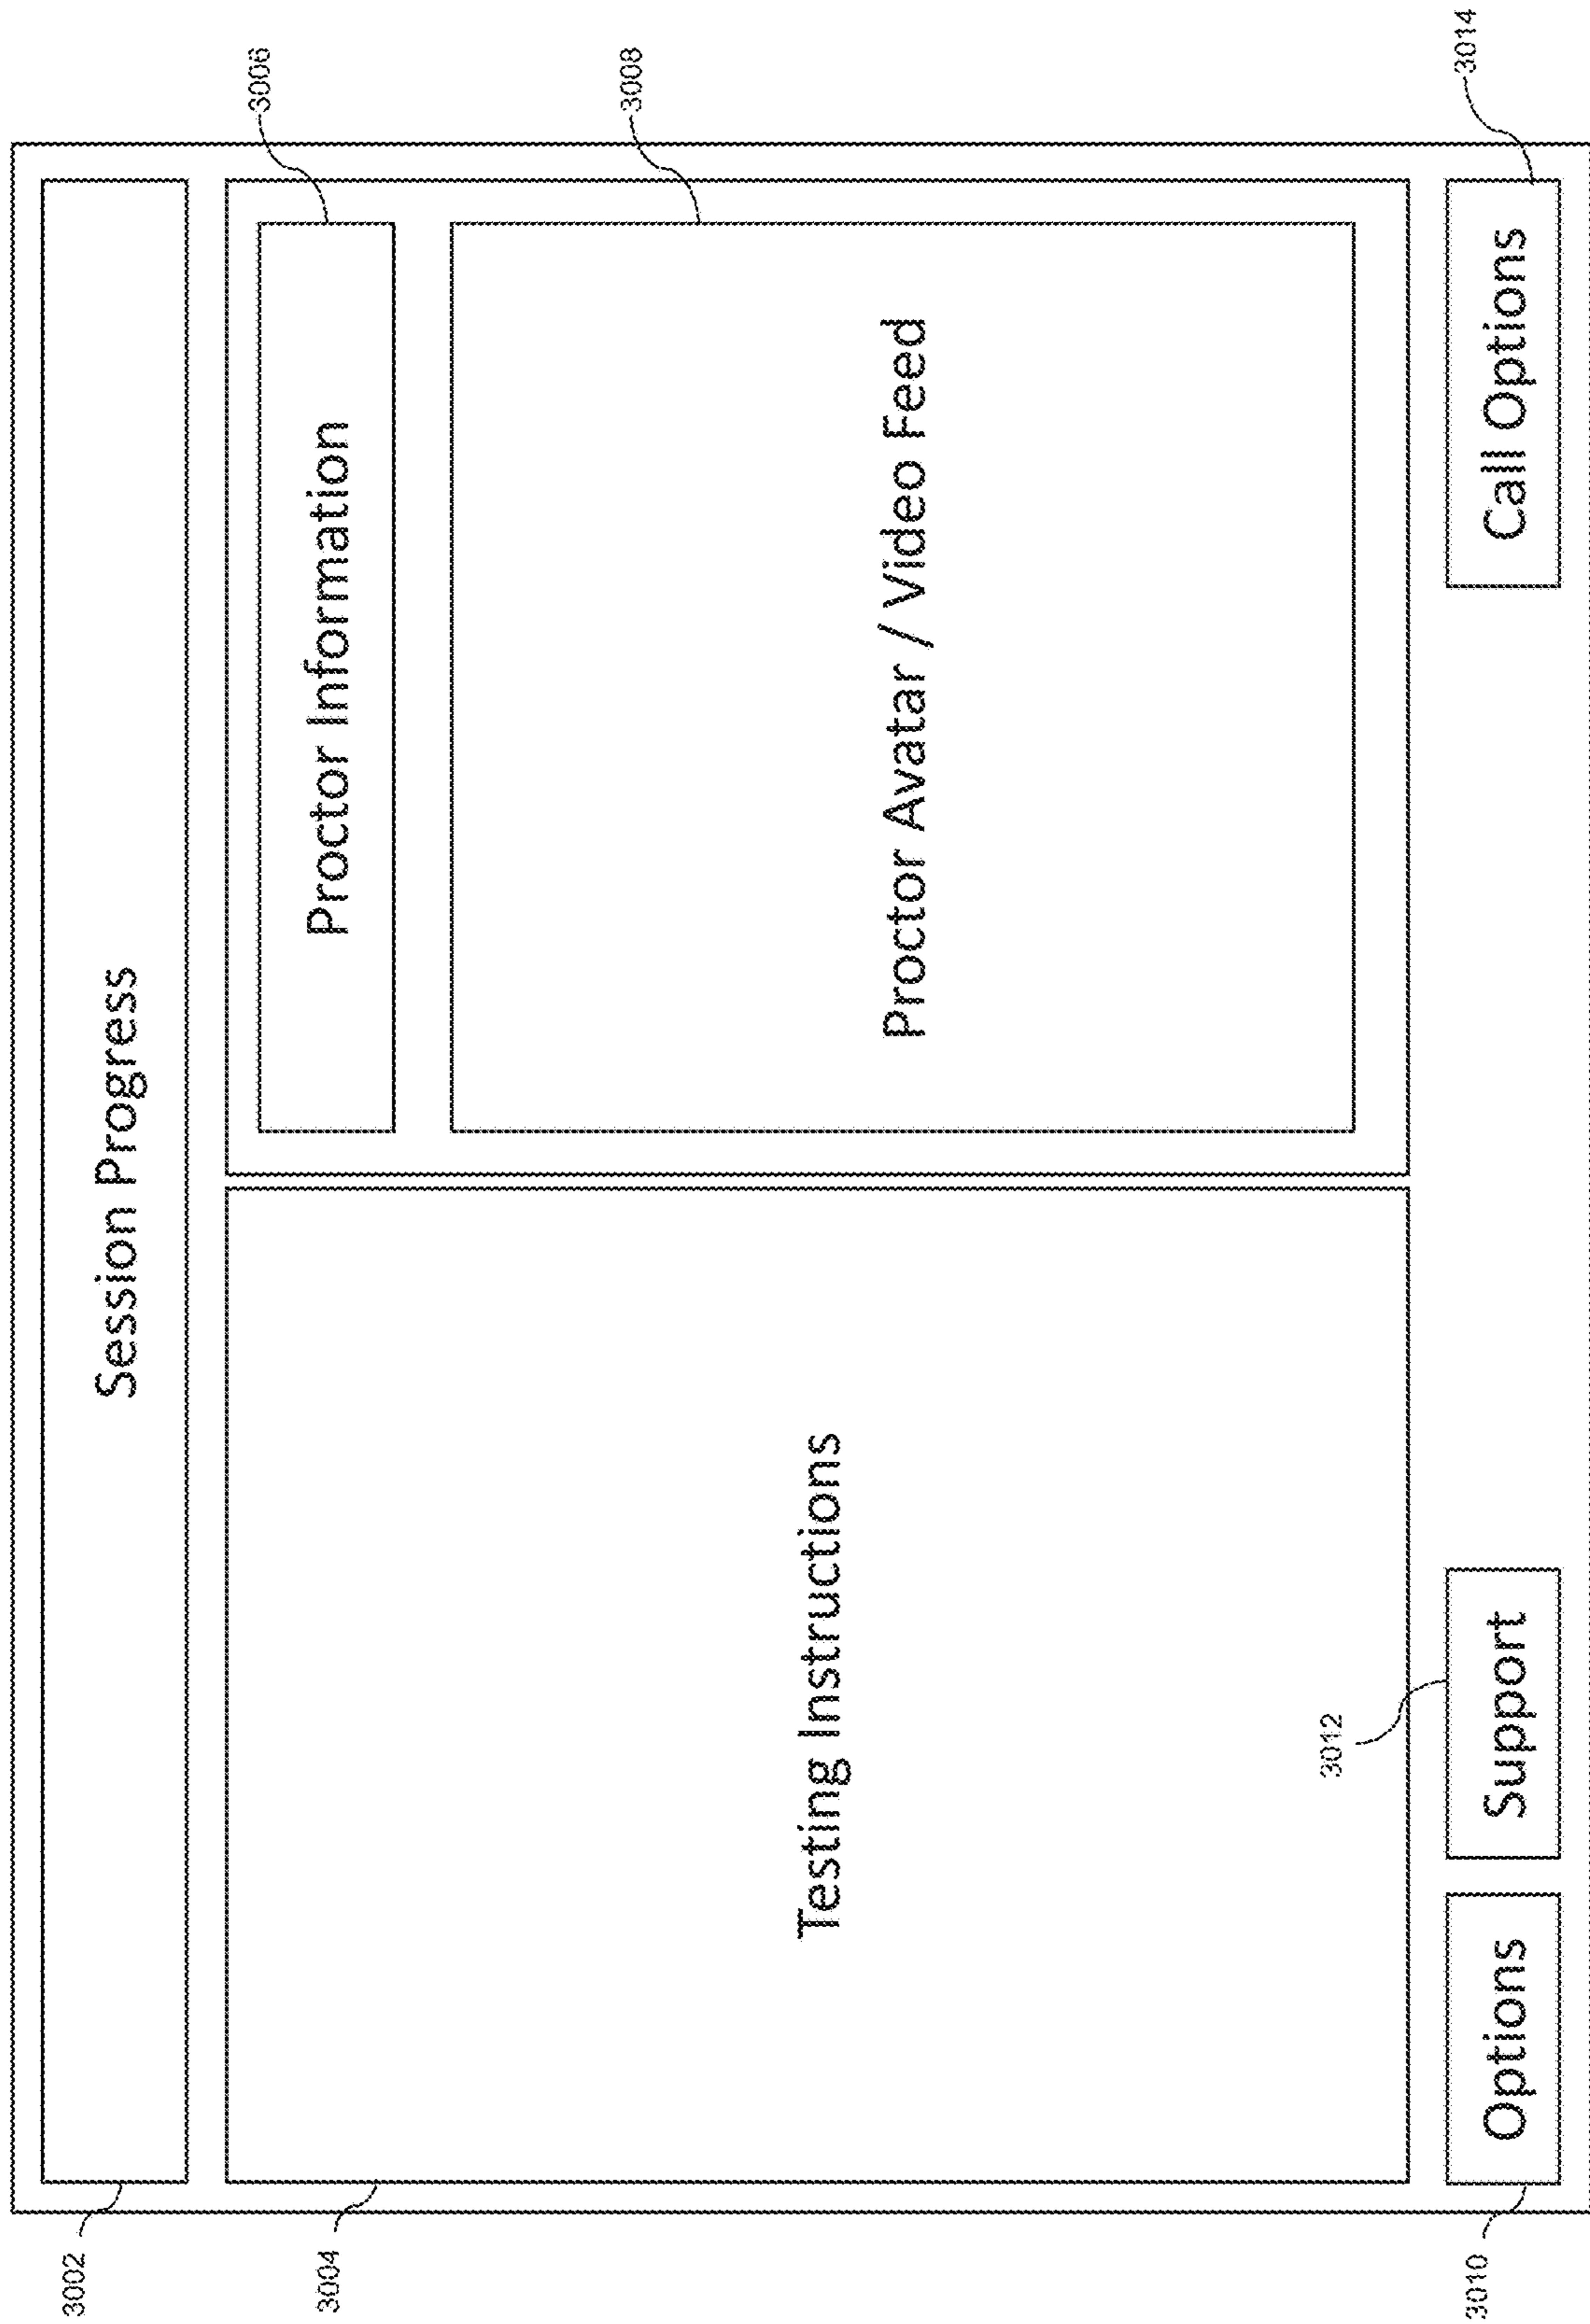 3002
Session Progress
3004
Testing Instructions
3006
Proctor Information
3008
Proctor Avatar / Video Feed
3010
Options
3012
Support
3014
Call Options